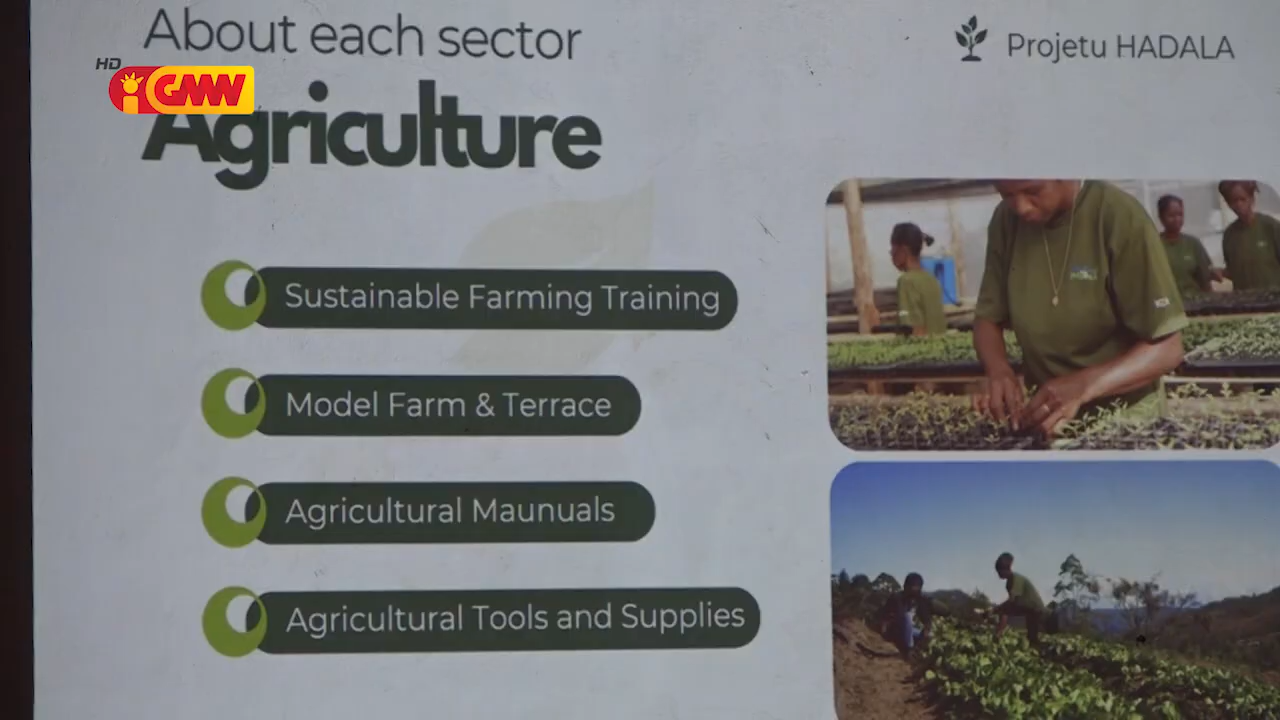 About each sector
Projetu HADALA
HD
GMN
Agriculture
Sustainable Farming Training
Model Farm & Terrace
Agricultural Maunuals
Agricultural Tools and Supplies